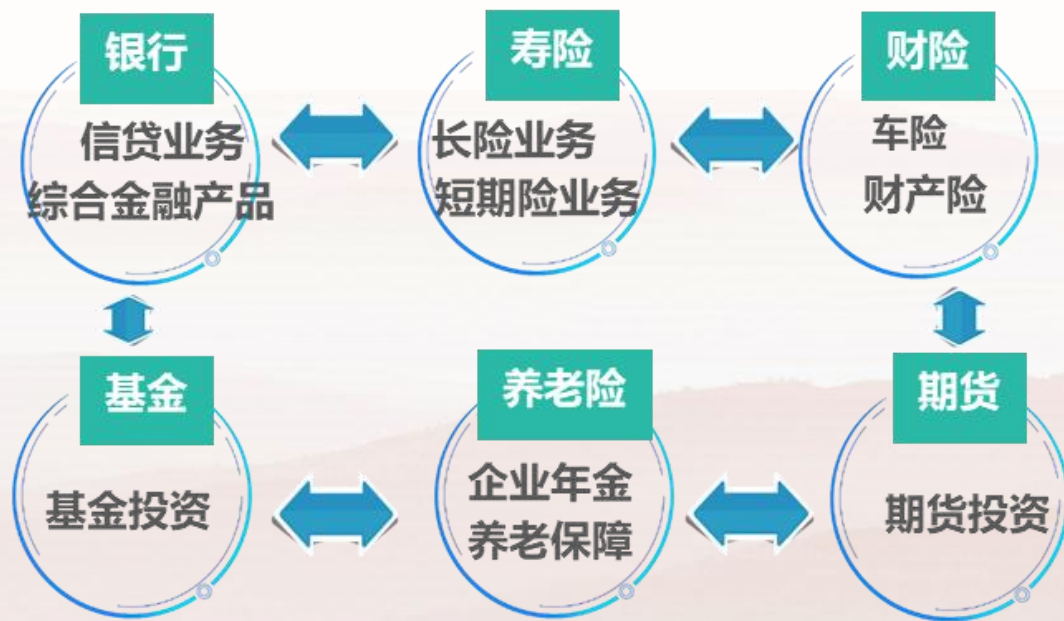 银行
信贷业务
综合金融产品
寿险
长险业务
短期险业务
财险
车险
财产险
基金
基金投资
养老险
企业年金
养老保障
期货
期货投资